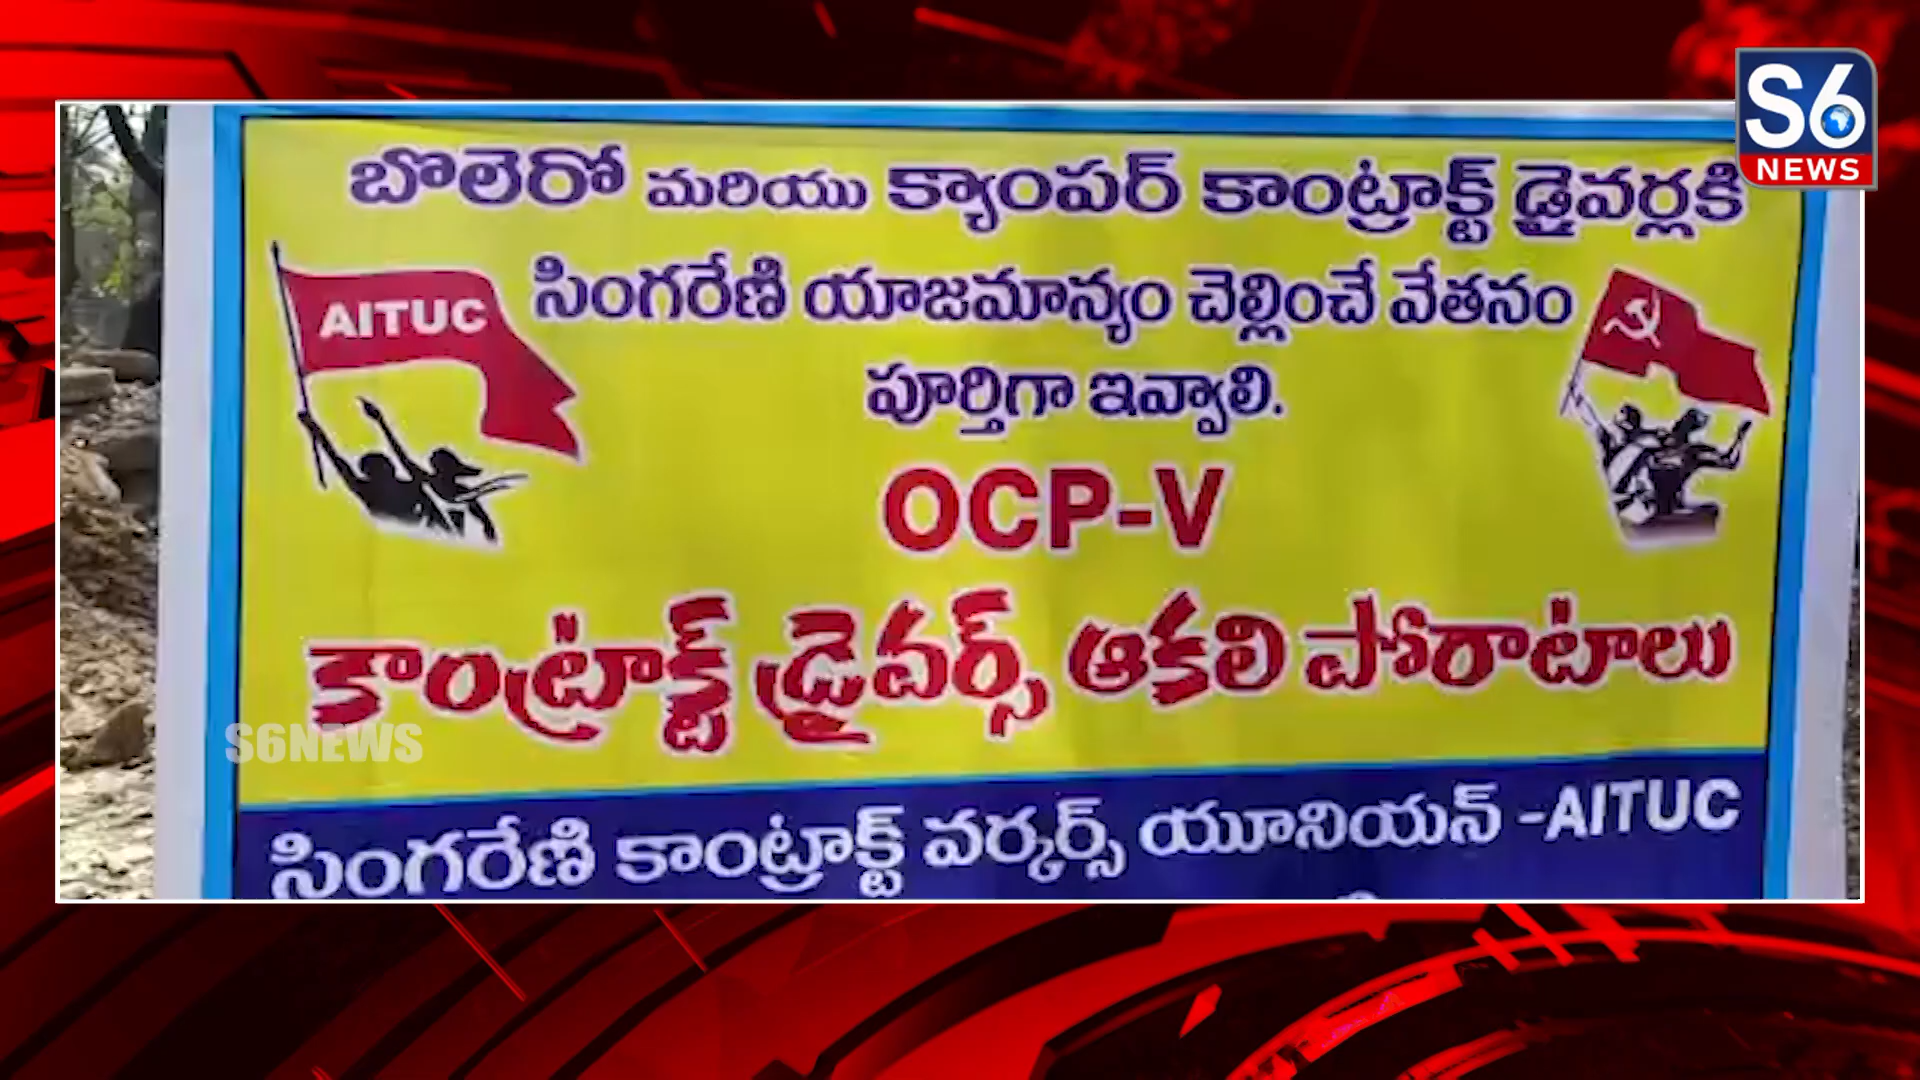 S6
NEWS
బొలెరో మరియు క్యాంపర్ కాంట్రాక్ట్ డ్రైవర్లకి
సింగరేణి యాజమాన్యం చెల్లించే వేతనం
పూర్తిగా ఇవ్వాలి.
AITUC
OCP-V
కాంట్రాక్ట్ డ్రైవర్స్ ఆకలి పోరాటాలు
S6NEWS
సింగరేణి కాంట్రాక్ట్ వర్కర్స్ యూనియన్ -AITUC